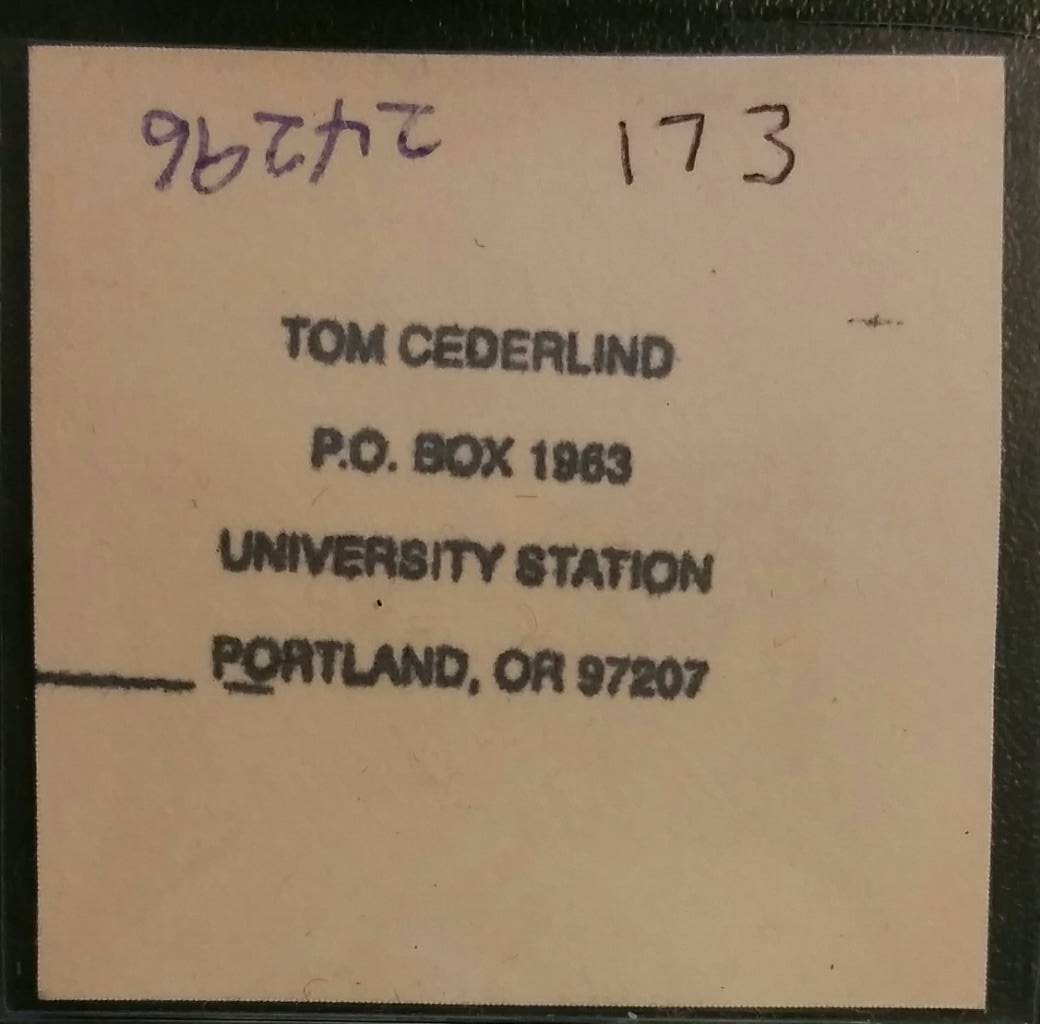 24296 173
TOM CEDERLIND
P.O. BOX 1963
UNIVERSITY STATION
PORTLAND, OR 97207